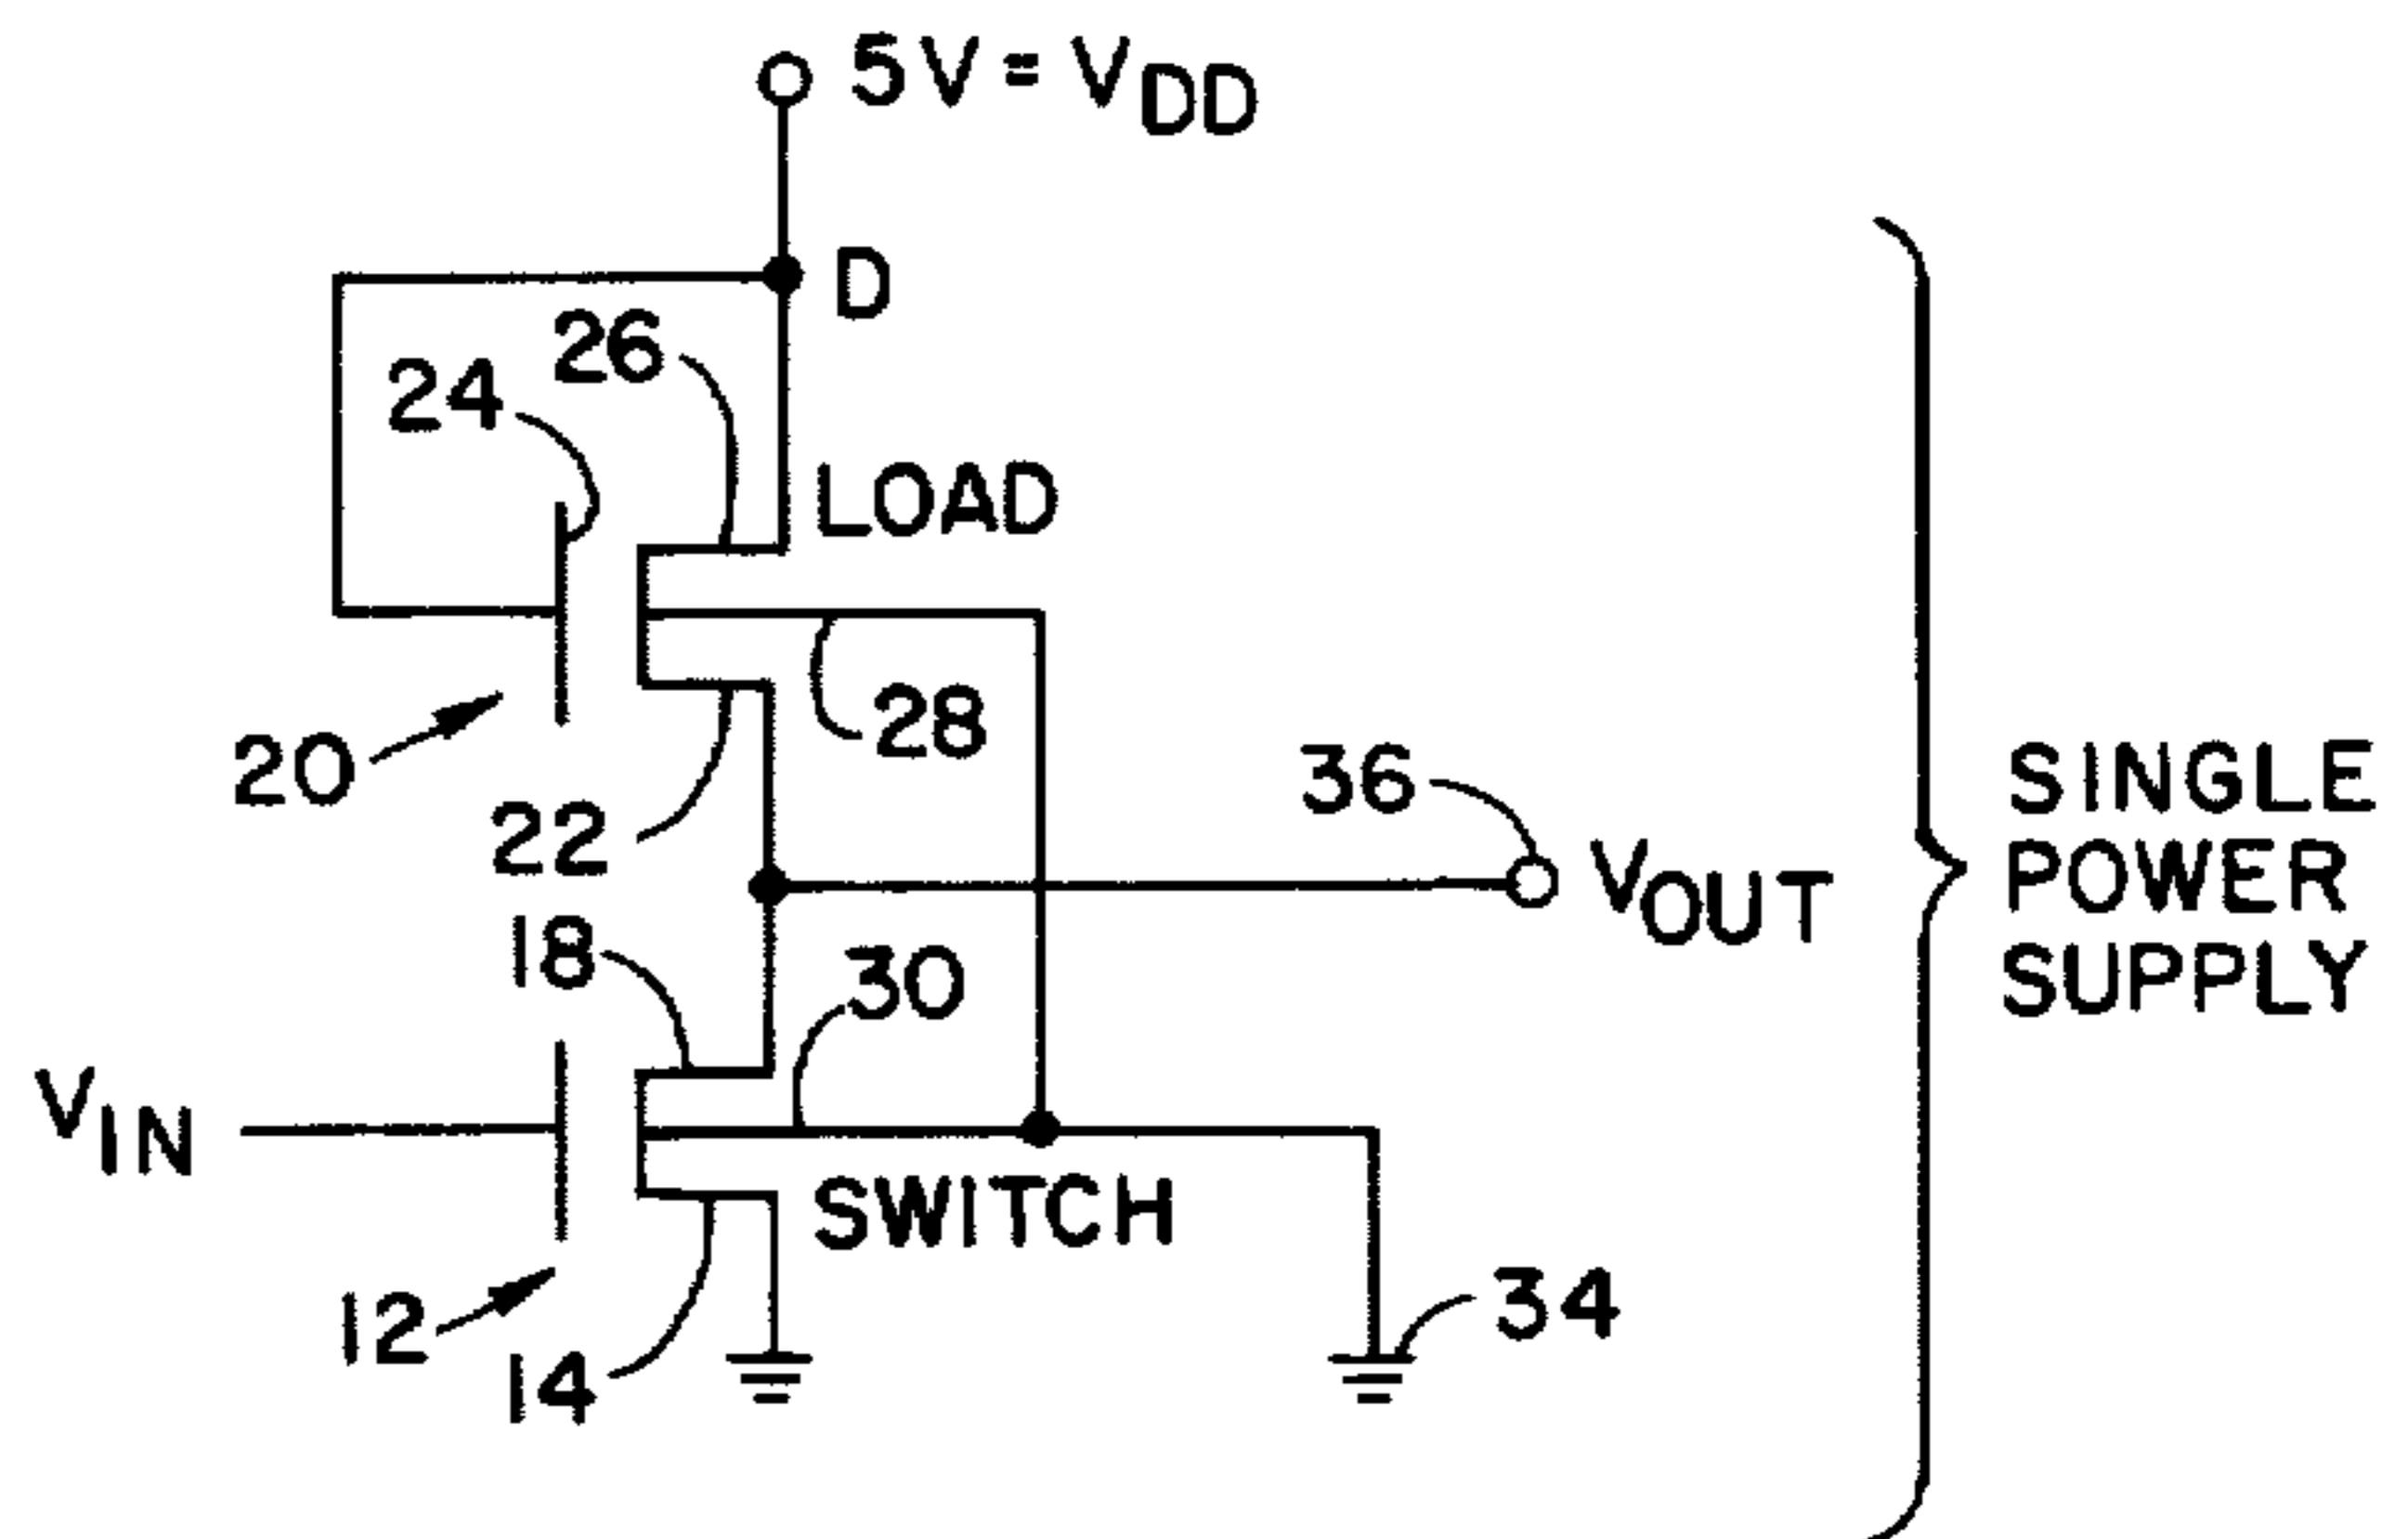 5V = VDD
D
26
24
LOAD
28
20
22
36
SINGLE
POWER
SUPPLY
VOUT
18
30
VIN
SWITCH
12
14
34